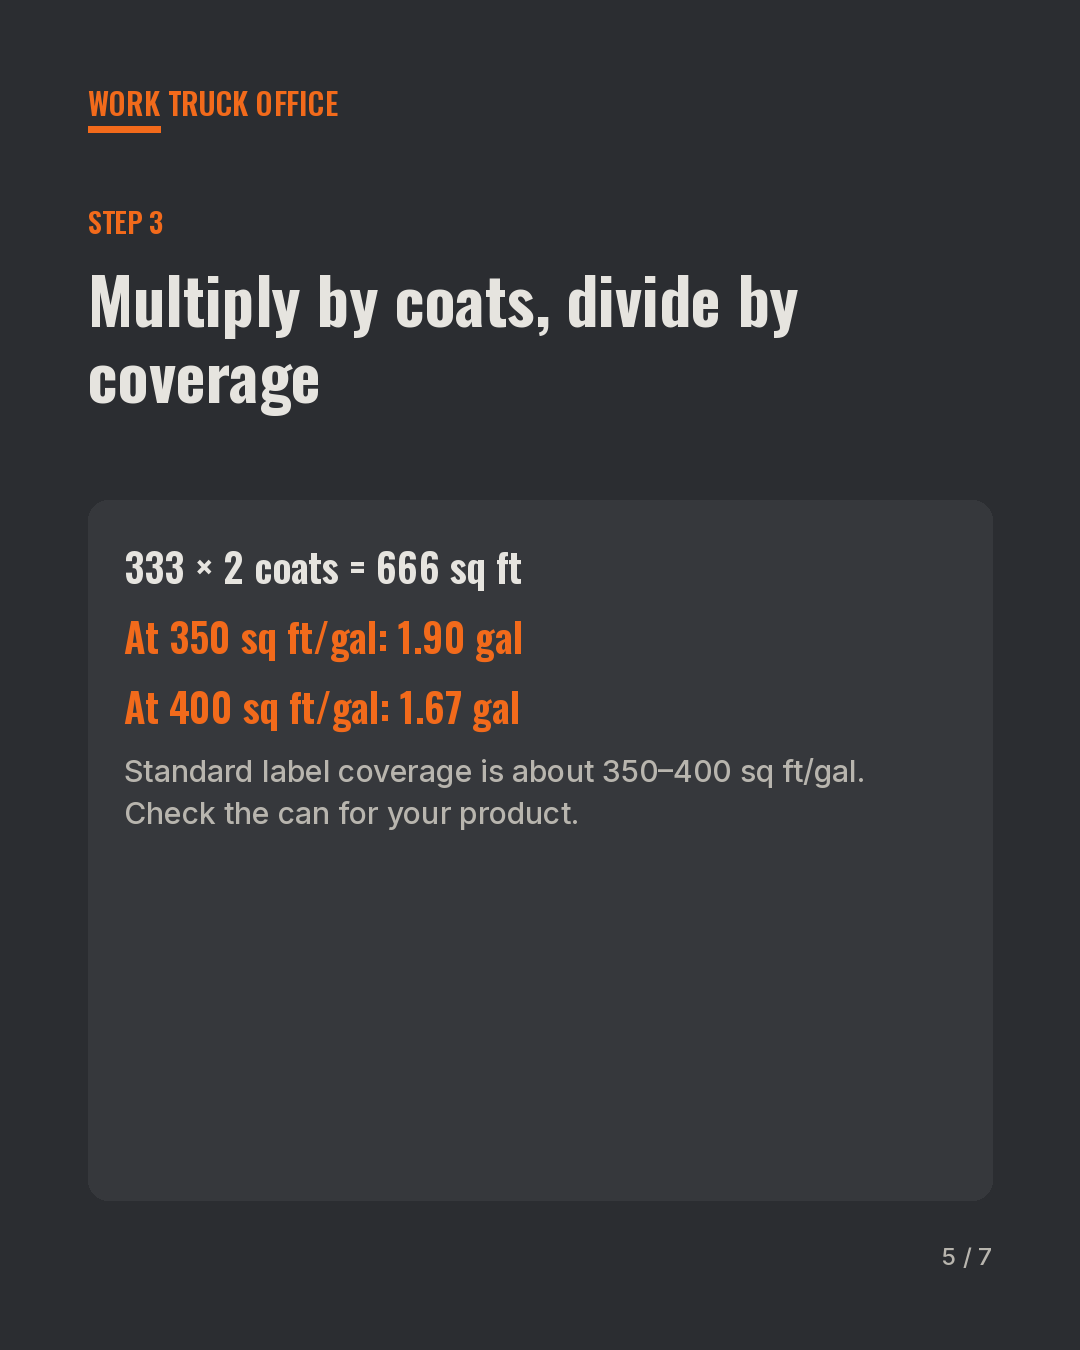 WORK TRUCK OFFICE
STEP 3
Multiply by coats, divide by
coverage
333 × 2 coats = 666 sq ft
At 350 sq ft/gal: 1.90 gal
At 400 sq ft/gal: 1.67 gal
Standard label coverage is about 350–400 sq ft/gal.
Check the can for your product.
5 / 7